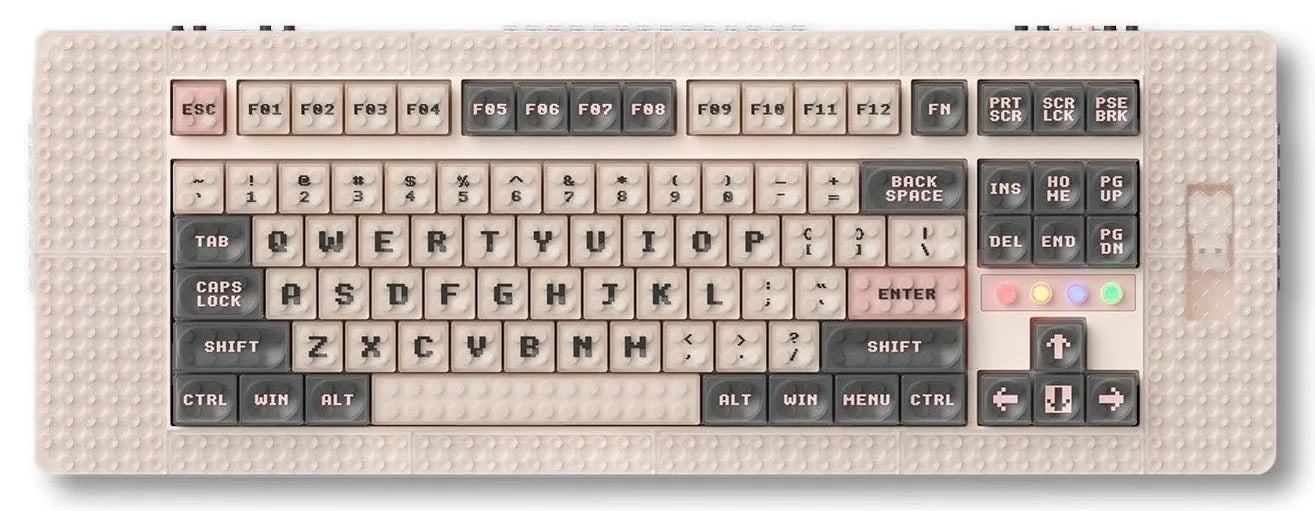 ESC F01 F02 F03 F04 F05 F06 F07 F08 F09 F10 F11 F12 FN PRT SCR SCR LCK PSE BRK
~ ` ! 1 @ 2 # 3 $ 4 % 5 ^ 6 & 7 * 8 ( 9 ) 0 _ - + = BACK SPACE INS HO ME PG UP
TAB Q W E R T Y U I O P { [ } ] | \ DEL END PG DN
CAPS LOCK A S D F G H J K L : ; " ' ENTER
SHIFT Z X C V B N M < , > . ? / SHIFT ↑
CTRL WIN ALT ALT WIN MENU CTRL ← ↓ →